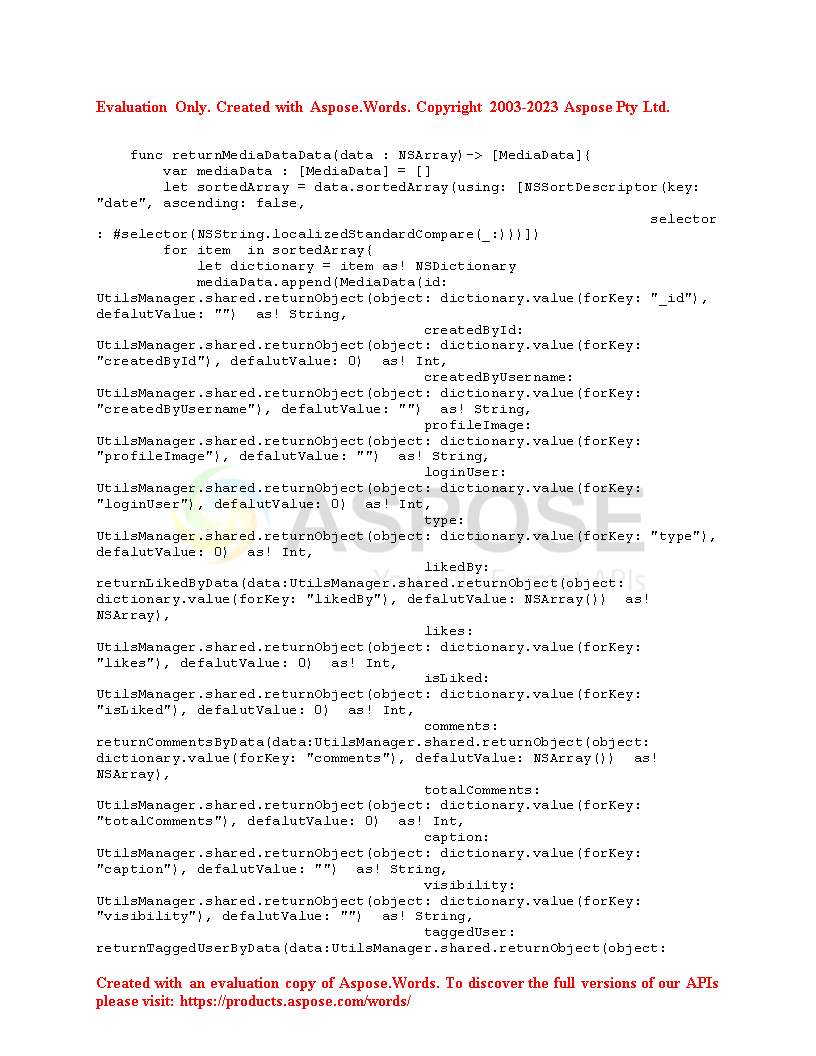 Evaluation Only. Created with Aspose.Words. Copyright 2003-2023 Aspose Pty Ltd.
func returnMediaDataData(data : NSArray)-> [MediaData]{
var mediaData : [MediaData] = []
let sortedArray = data.sortedArray(using: [NSSortDescriptor(key:
"date", ascending: false,
selector
: #selector(NSString.localizedStandardCompare(_:)))])
for item  in sortedArray{
let dictionary = item as! NSDictionary
mediaData.append(MediaData(id:
UtilsManager.shared.returnObject(object: dictionary.value(forKey: "_id"),
defalutValue: "")  as! String,
createdById:
UtilsManager.shared.returnObject(object: dictionary.value(forKey:
"createdById"), defalutValue: 0)  as! Int,
createdByUsername:
UtilsManager.shared.returnObject(object: dictionary.value(forKey:
"createdByUsername"), defalutValue: "")  as! String,
profileImage:
UtilsManager.shared.returnObject(object: dictionary.value(forKey:
"profileImage"), defalutValue: "")  as! String,
loginUser:
UtilsManager.shared.returnObject(object: dictionary.value(forKey:
"loginUser"), defalutValue: 0)  as! Int,
type:
UtilsManager.shared.returnObject(object: dictionary.value(forKey: "type"),
defalutValue: 0)  as! Int,
likedBy:
returnLikedByData(data:UtilsManager.shared.returnObject(object:
dictionary.value(forKey: "likedBy"), defalutValue: NSArray())  as!
NSArray),
likes:
UtilsManager.shared.returnObject(object: dictionary.value(forKey:
"likes"), defalutValue: 0)  as! Int,
isLiked:
UtilsManager.shared.returnObject(object: dictionary.value(forKey:
"isLiked"), defalutValue: 0)  as! Int,
comments:
returnCommentsByData(data:UtilsManager.shared.returnObject(object:
dictionary.value(forKey: "comments"), defalutValue: NSArray())  as!
NSArray),
totalComments:
UtilsManager.shared.returnObject(object: dictionary.value(forKey:
"totalComments"), defalutValue: 0)  as! Int,
caption:
UtilsManager.shared.returnObject(object: dictionary.value(forKey:
"caption"), defalutValue: "")  as! String,
visibility:
UtilsManager.shared.returnObject(object: dictionary.value(forKey:
"visibility"), defalutValue: "")  as! String,
taggedUser:
returnTaggedUserByData(data:UtilsManager.shared.returnObject(object:
ASPOSE
Your File Format APIs
Created with an evaluation copy of Aspose.Words. To discover the full versions of our APIs
please visit: https://products.aspose.com/words/